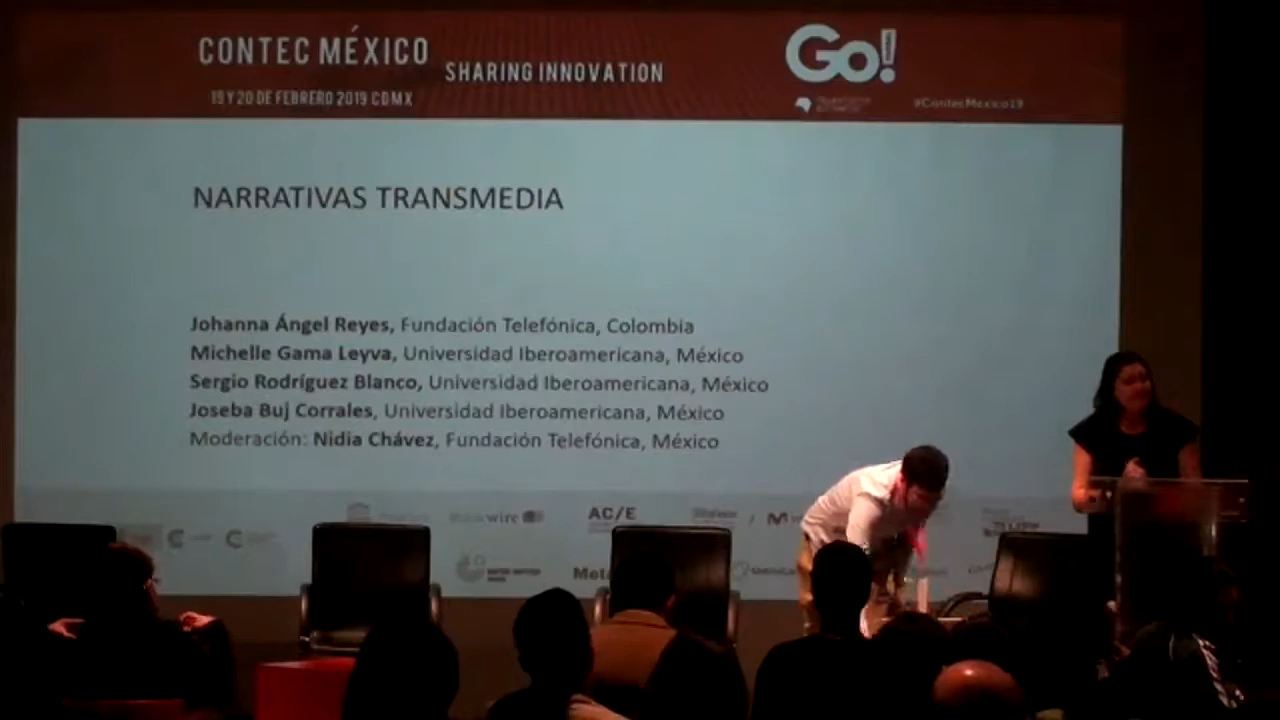 CONTEC MÉXICO
SHARING INNOVATION
19 Y 20 DE FEBRERO 2019 CDMX
Go!
#ContecMexico19
NARRATIVAS TRANSMEDIA
Johanna Ángel Reyes, Fundación Telefónica, Colombia
Michelle Gama Leyva, Universidad Iberoamericana, México
Sergio Rodríguez Blanco, Universidad Iberoamericana, México
Joseba Buj Corrales, Universidad Iberoamericana, México
Moderación: Nidia Chávez, Fundación Telefónica, México
wire
AC/E